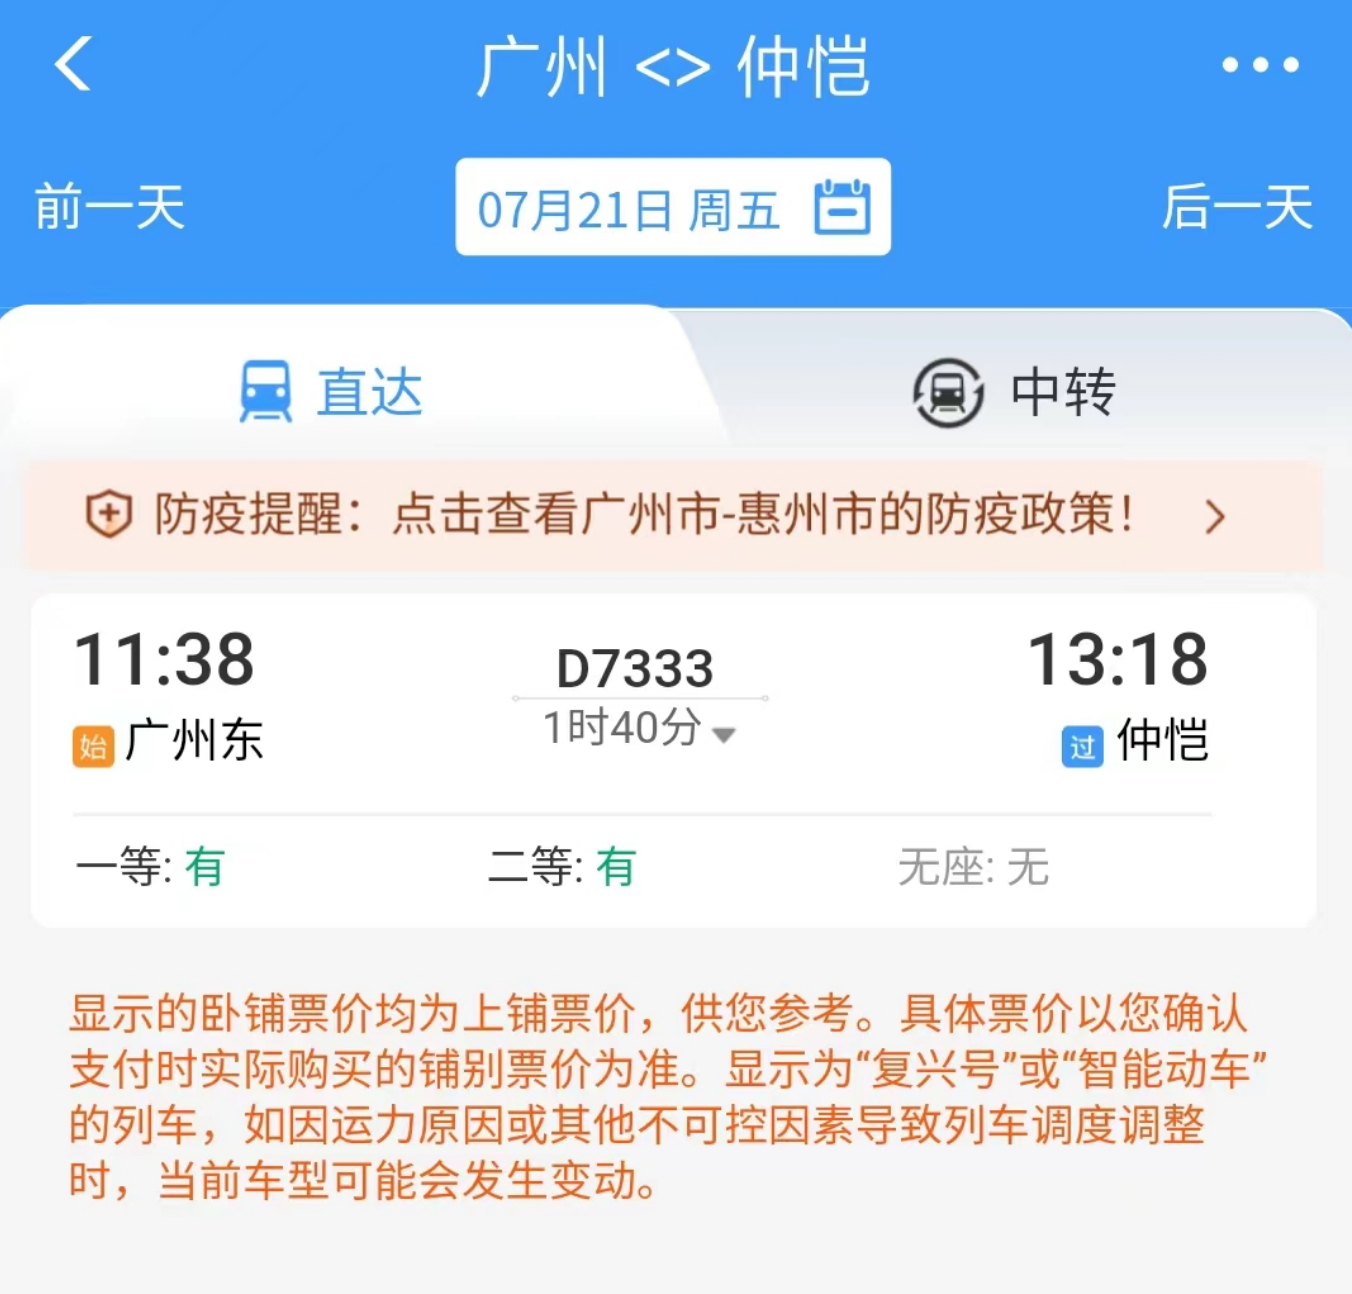 广州 <> 仲恺
前一天
07月21日 周五
后一天
直达
中转
防疫提醒：点击查看广州市-惠州市的防疫政策！
11:38
D7333
13:18
始 广州东
1时40分
过 仲恺
一等: 有
二等: 有
无座: 无
显示的卧铺票价均为上铺票价，供您参考。具体票价以您确认
支付时实际购买的铺别票价为准。显示为“复兴号”或“智能动车”
的列车，如因运力原因或其他不可控因素导致列车调度调整
时，当前车型可能会发生变动。